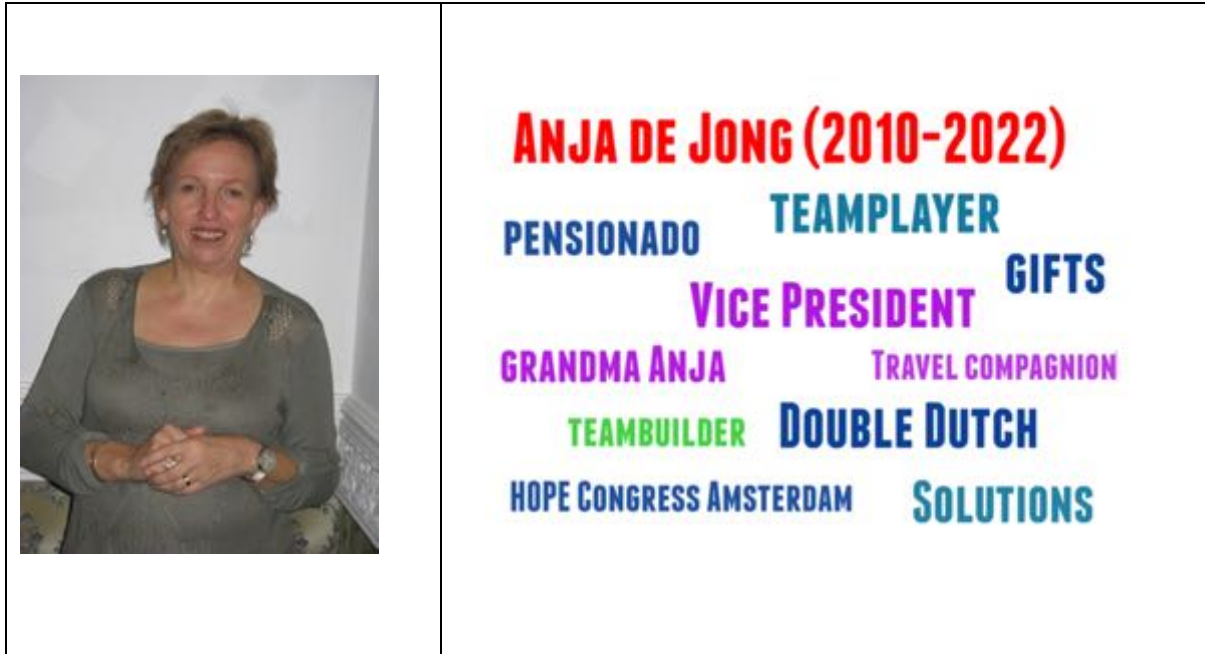 ANJA DE JONG (2010-2022)
TEAMPLAYER
PENSIONADO
GIFTS
VICE PRESIDENT
GRANDMA ANJA TRAVEL COMPAGNION
TEAMBUILDER DOUBLE DUTCH
HOPE CONGRESS AMSTERDAM SOLUTIONS